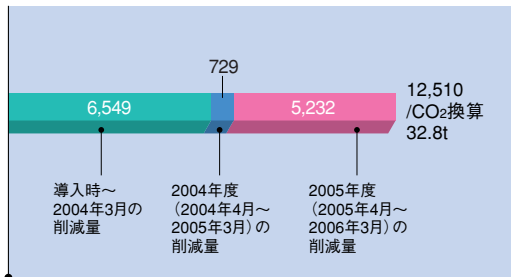 729
6,549
5,232
12,510
/CO₂換算
32.8t
導入時～
2004年3月の
削減量
2004年度
（2004年4月～
2005年3月）の
削減量
2005年度
（2005年4月～
2006年3月）の
削減量